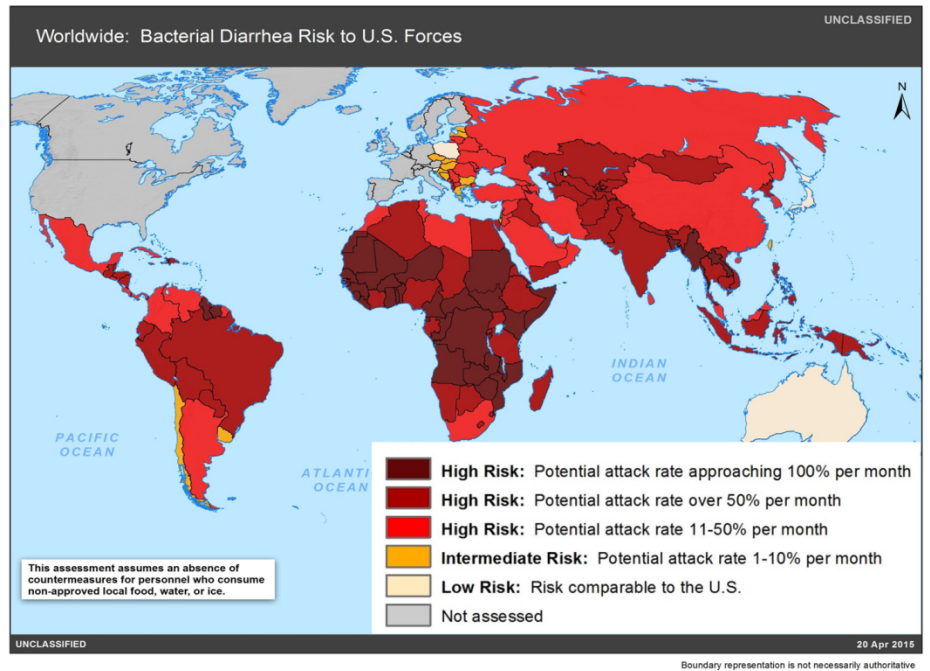 UNCLASSIFIED
Worldwide: Bacterial Diarrhea Risk to U.S. Forces
N
PACIFIC
OCEAN
ATLANTI
OCEAN
INDIAN
OCEAN
High Risk: Potential attack rate approaching 100% per month
High Risk: Potential attack rate over 50% per month
High Risk: Potential attack rate 11-50% per month
Intermediate Risk: Potential attack rate 1-10% per month
Low Risk: Risk comparable to the U.S.
Not assessed
This assessment assumes an absence of
countermeasures for personnel who consume
non-approved local food, water, or ice.
UNCLASSIFIED
20 Apr 2015
Boundary representation is not necessarily authoritative